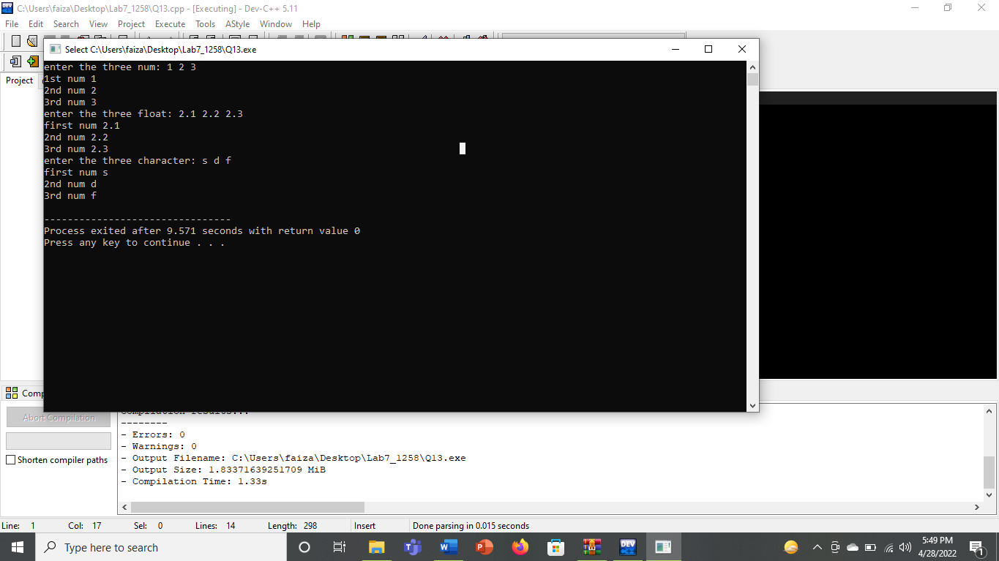 C:\Users\faiza\Desktop\Lab7_1258\Q13.cpp - [Executing] - Dev-C++ 5.11
File Edit Search View Project Execute Tools AStyle Window Help
Select C:\Users\faiza\Desktop\Lab7_1258\Q13.exe
Project
enter the three num: 1 2 3
1st num 1
2nd num 2
3rd num 3
enter the three float: 2.1 2.2 2.3
first num 2.1
2nd num 2.2
3rd num 2.3
enter the three character: s d f
first num s
2nd num d
3rd num f
--------------------------------
Process exited after 9.571 seconds with return value 0
Press any key to continue . . .
Comp
Abort Compilation
Shorten compiler paths
Compilation results...
--------
- Errors: 0
- Warnings: 0
- Output Filename: C:\Users\faiza\Desktop\Lab7_1258\Q13.exe
- Output Size: 1.83371639251709 MiB
- Compilation Time: 1.33s
Line: 1 Col: 17 Sel: 0 Lines: 14 Length: 298 Insert Done parsing in 0.015 seconds
Type here to search
5:49 PM
4/28/2022
1